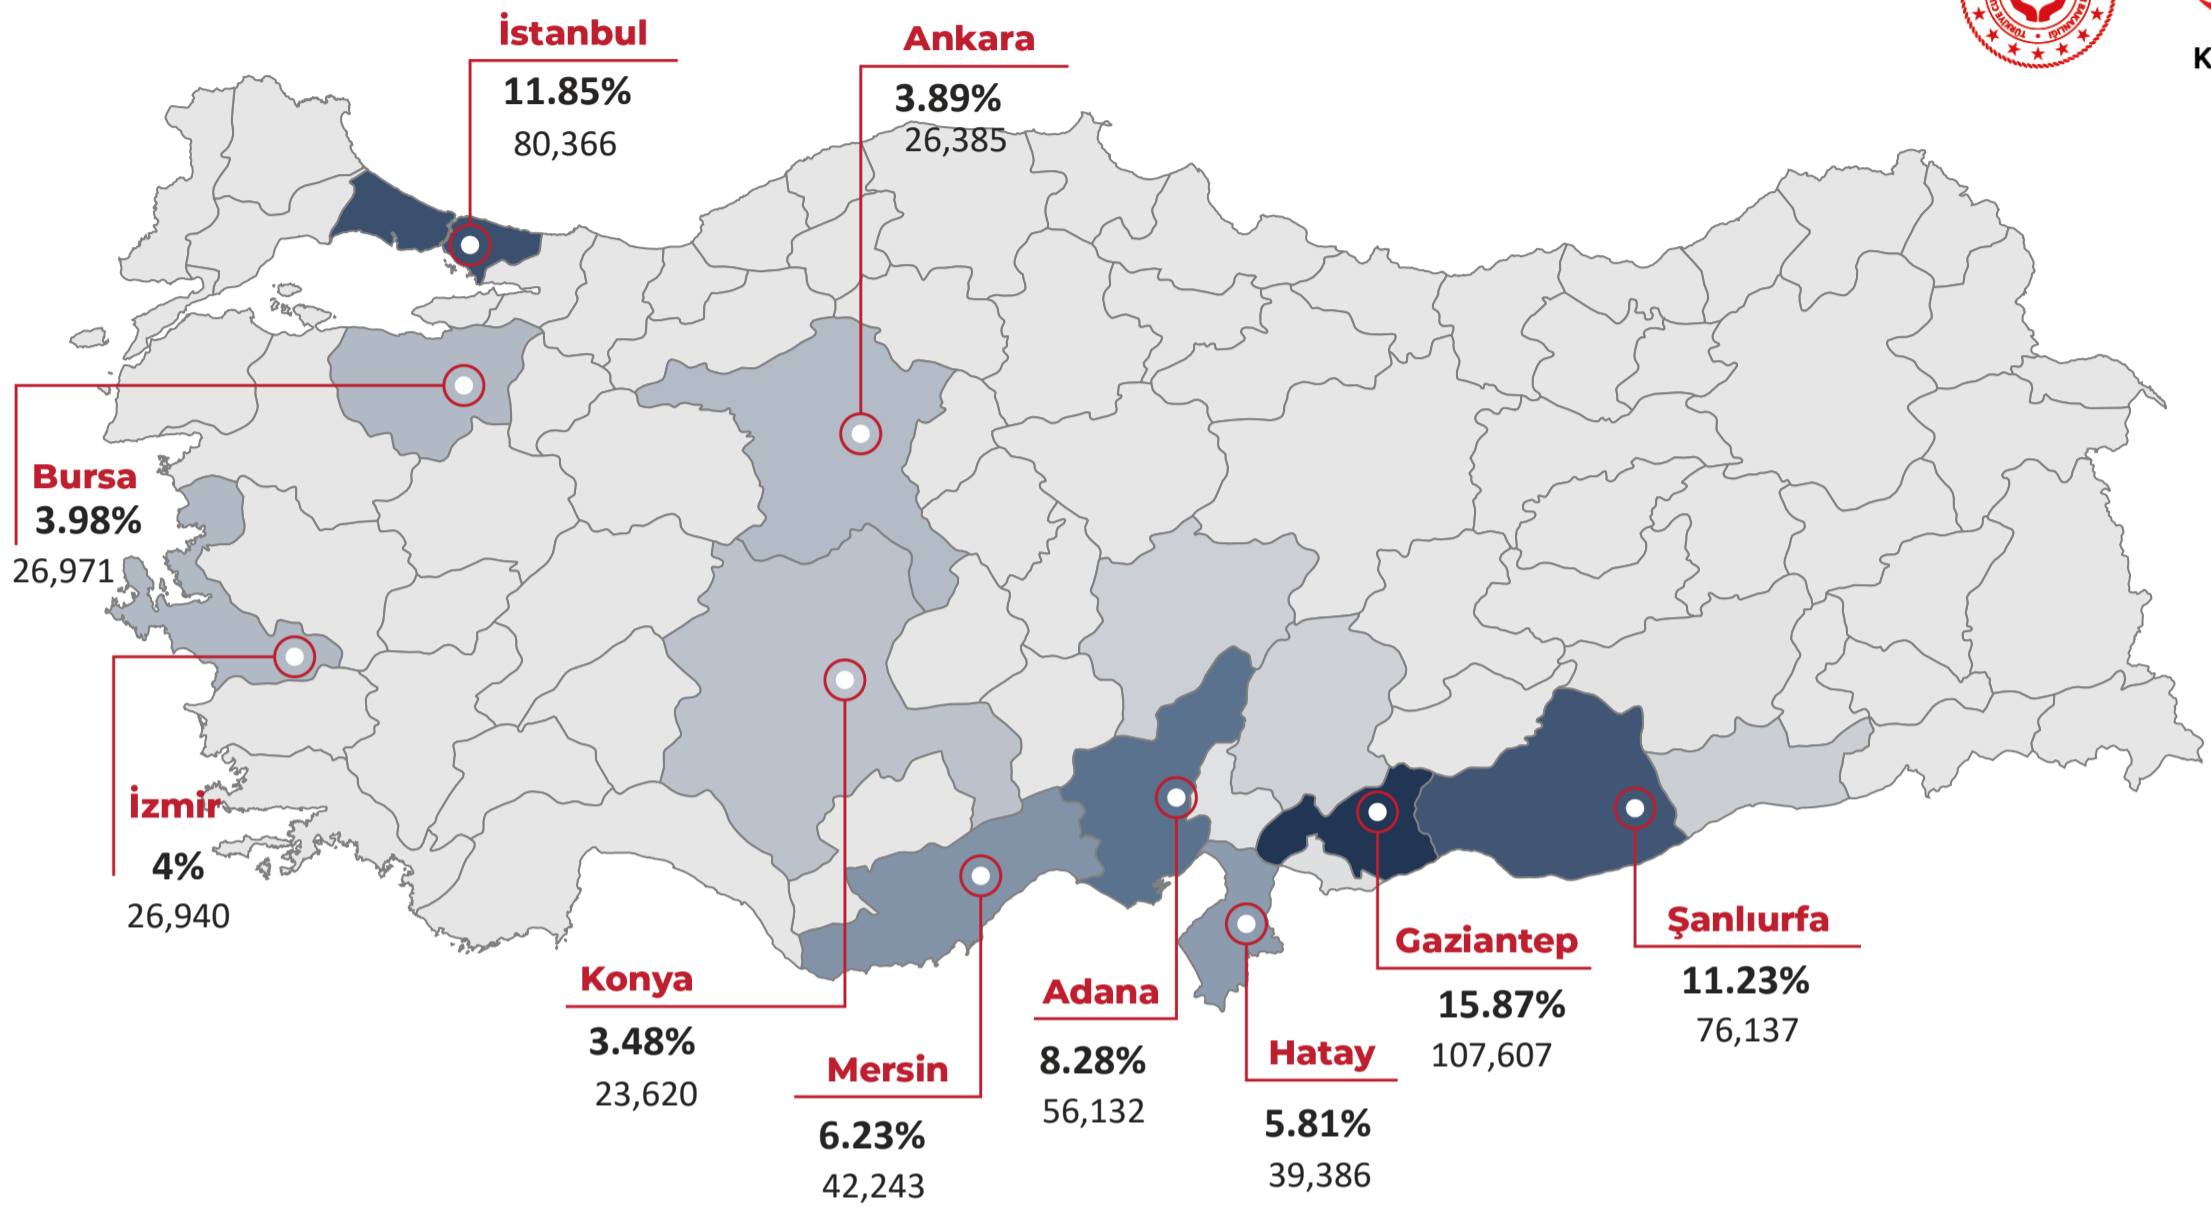 İstanbul
11.85%
80,366
Ankara
3.89%
26,385
K
Bursa
3.98%
26,971
İzmir
4%
26,940
Konya
3.48%
23,620
Mersin
6.23%
42,243
Adana
8.28%
56,132
Hatay
5.81%
39,386
Gaziantep
15.87%
107,607
Şanlıurfa
11.23%
76,137